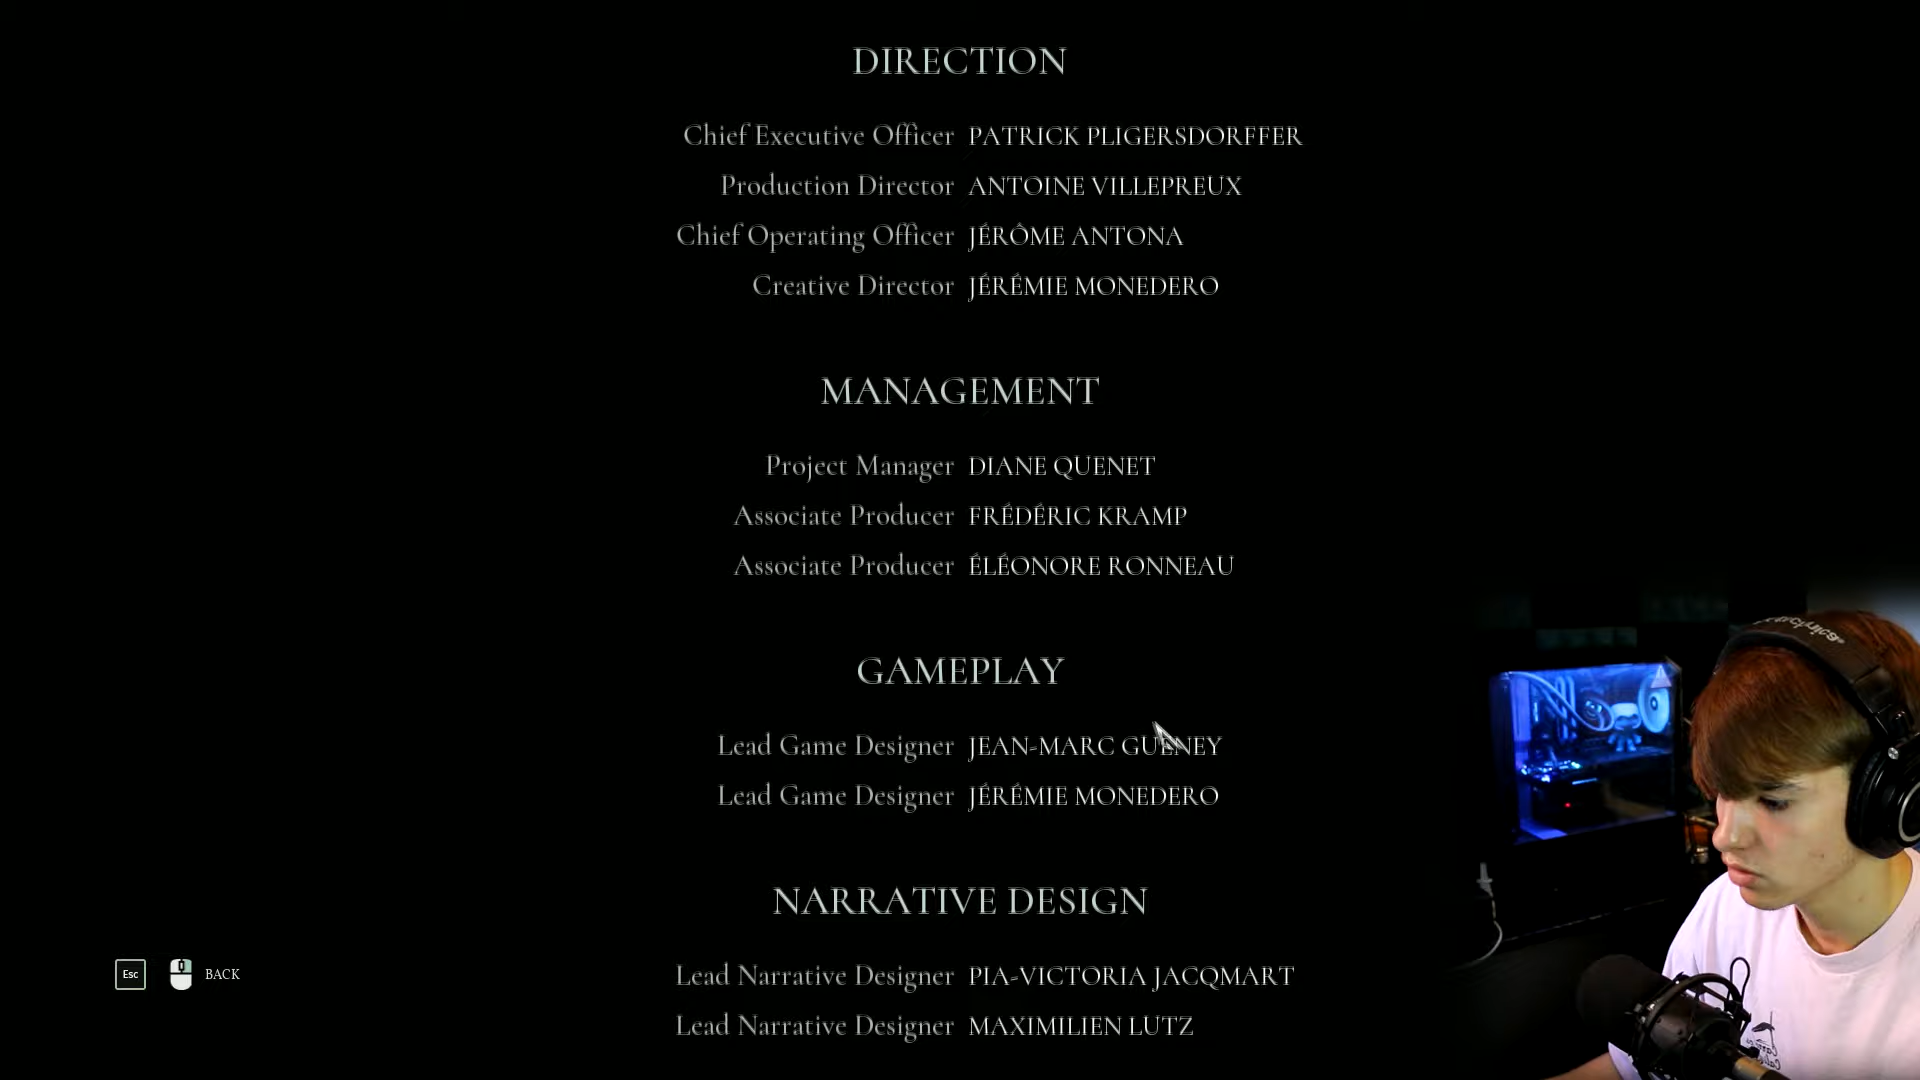 DIRECTION
Chief Executive Officer PATRICK PLIGERSDORFFER
Production Director ANTOINE VILLEPREUX
Chief Operating Officer JÉRÔME ANTONA
Creative Director JÉRÉMIE MONEDERO
MANAGEMENT
Project Manager DIANE QUENET
Associate Producer FRÉDÉRIC KRAMP
Associate Producer ÉLÉONORE RONNEAU
GAMEPLAY
Lead Game Designer JEAN-MARC GUENEY
Lead Game Designer JÉRÉMIE MONEDERO
NARRATIVE DESIGN
Esc BACK
Lead Narrative Designer PIA-VICTORIA JACQMART
Lead Narrative Designer MAXIMILIEN LUTZ